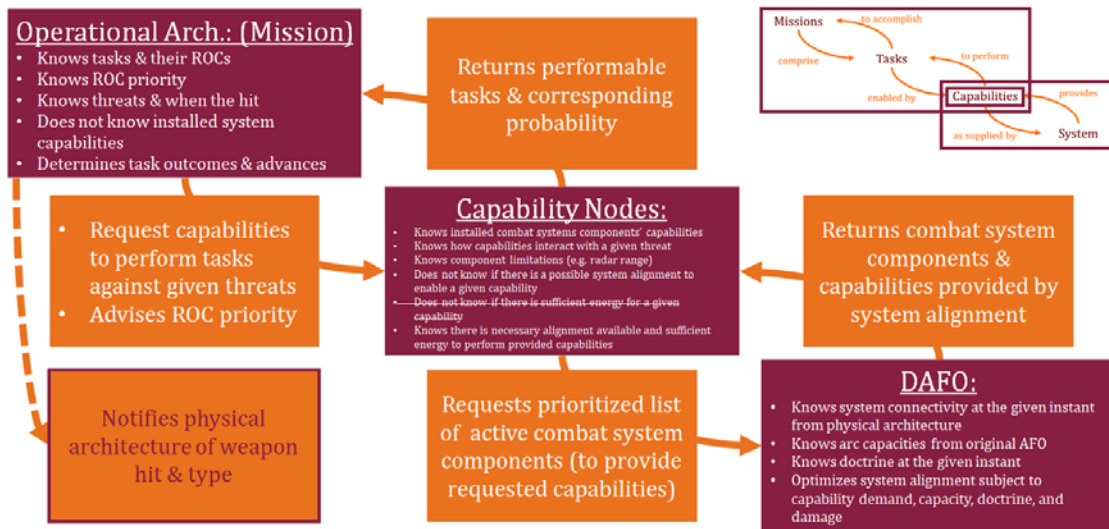 Operational Arch.: (Mission)
• Knows tasks & their ROCs
• Knows ROC priority
• Knows threats & when the hit
• Does not know installed system
capabilities
• Determines task outcomes & advances
Returns performable
tasks & corresponding
probability
Missions
to accomplish
comprise
Tasks
to perform
enabled by
Capabilities
provides
as supplied by
System
• Request capabilities
to perform tasks
against given threats
• Advises ROC priority
Capability Nodes:
• Knows installed combat systems components' capabilities
• Knows how capabilities interact with a given threat
• Knows component limitations (e.g. radar range)
• Does not know if there is a possible system alignment to
enable a given capability
• Does not know if there is sufficient energy for a given
capability
• Knows there is necessary alignment available and sufficient
energy to perform provided capabilities
Returns combat system
components &
capabilities provided by
system alignment
Notifies physical
architecture of weapon
hit & type
Requests prioritized list
of active combat system
components (to provide
requested capabilities)
DAFO:
• Knows system connectivity at the given instant
from physical architecture
• Knows arc capacities from original AFO
• Knows doctrine at the given instant
• Optimizes system alignment subject to
capability demand, capacity, doctrine, and
damage